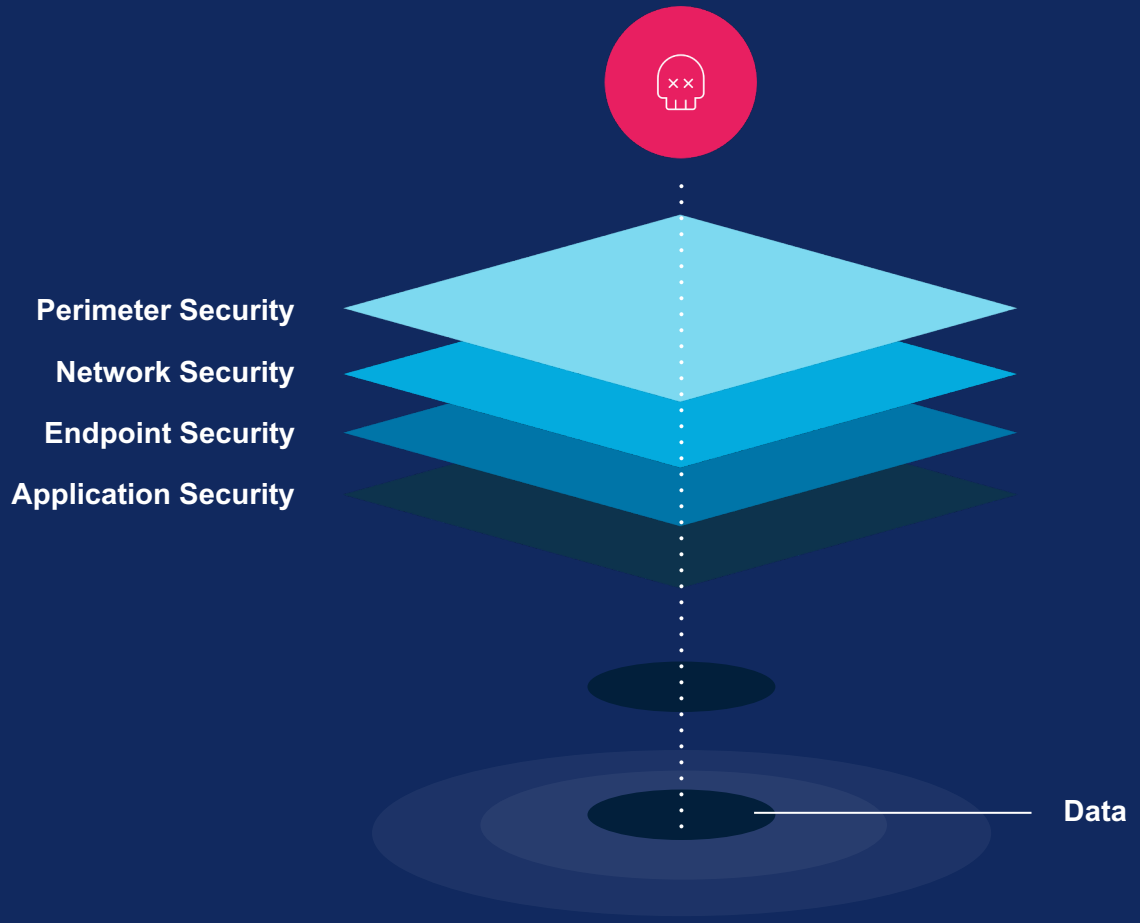 Perimeter Security
Network Security
Endpoint Security
Application Security
Data